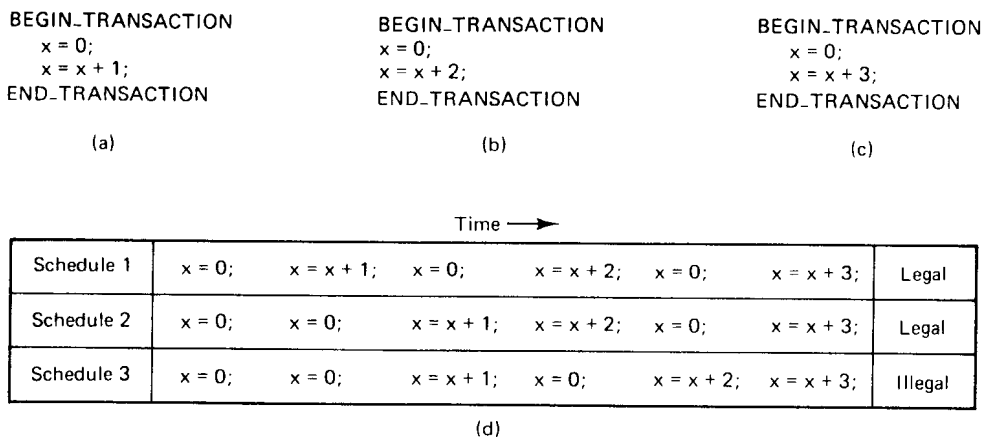 BEGIN_TRANSACTION
x = 0;
x = x + 1;
END_TRANSACTION
(a)
BEGIN_TRANSACTION
x = 0;
x = x + 2;
END_TRANSACTION
(b)
BEGIN_TRANSACTION
x = 0;
x = x + 3;
END_TRANSACTION
(c)
Time
Schedule 1 x = 0; x = x + 1; x = 0; x = x + 2; x = 0; x = x + 3; Legal
Schedule 2 x = 0; x = 0; x = x + 1; x = x + 2; x = 0; x = x + 3; Legal
Schedule 3 x = 0; x = 0; x = x + 1; x = 0; x = x + 2; x = x + 3; Illegal
(d)